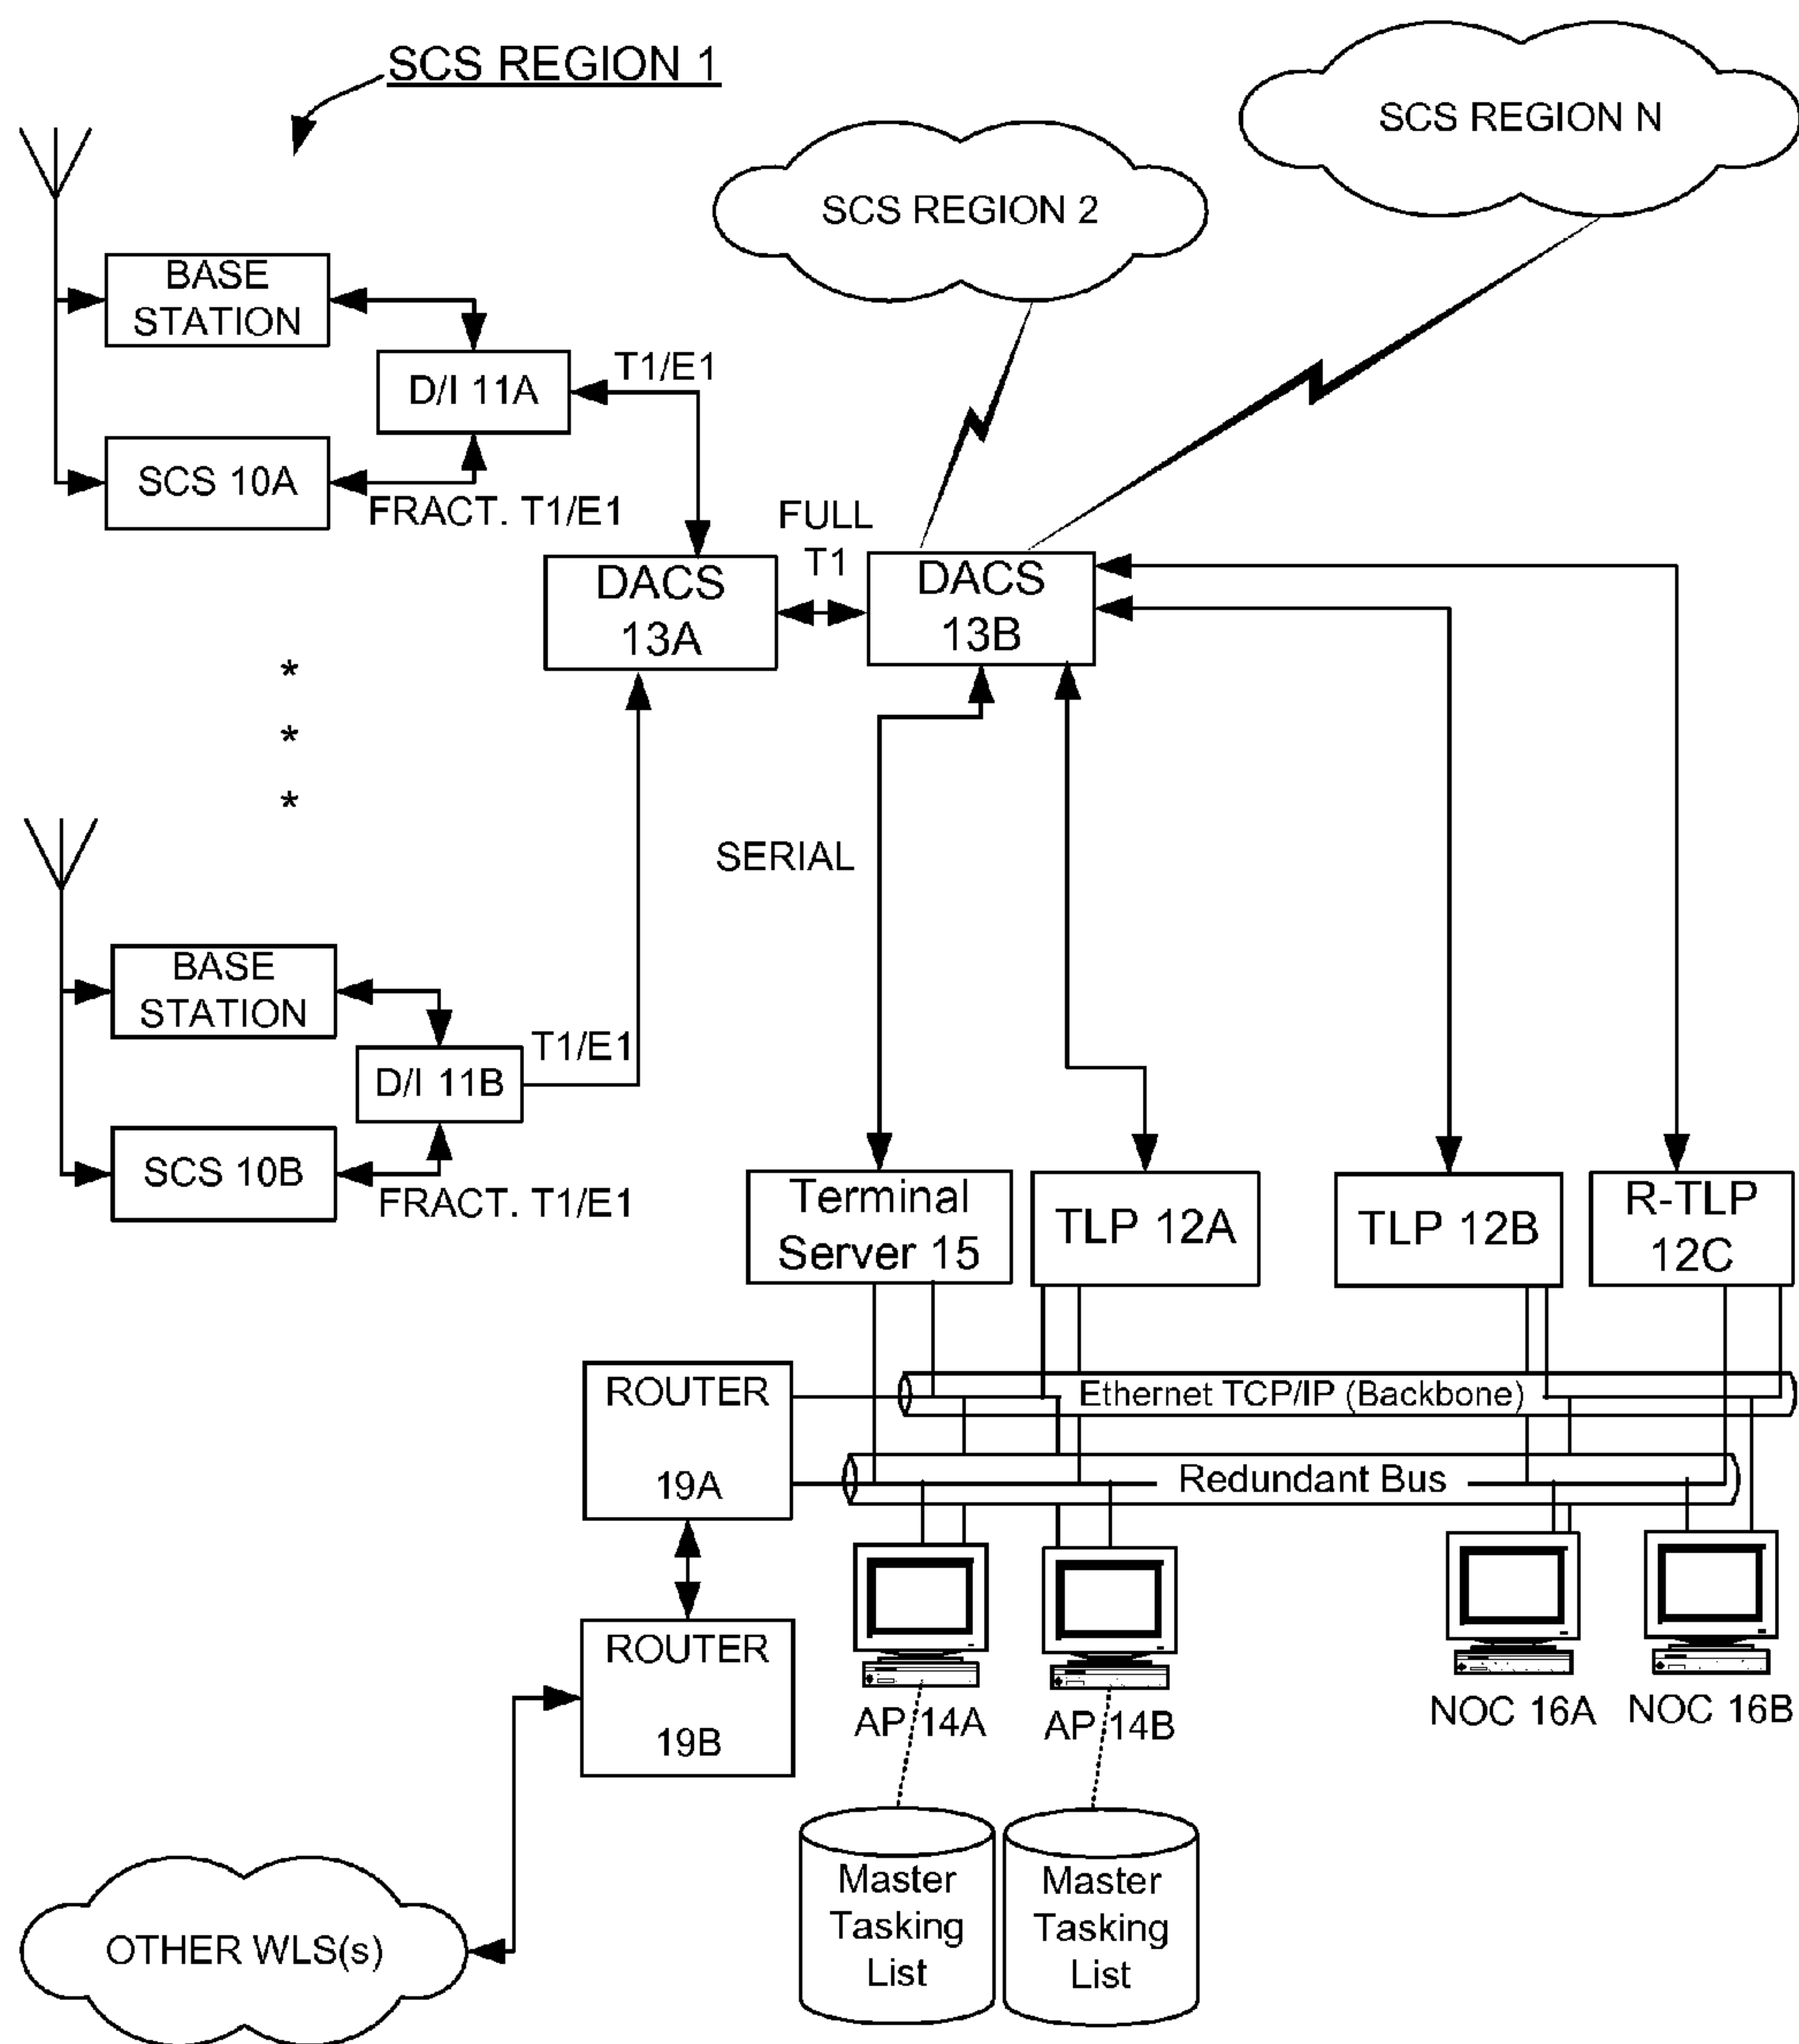 SCS REGION 1
SCS REGION N
SCS REGION 2
BASE
STATION
D/I 11A
T1/E1
SCS 10A
FRACT. T1/E1
FULL
T1
DACS
13A
DACS
13B
*
*
*
SERIAL
BASE
STATION
T1/E1
D/I 11B
SCS 10B
FRACT. T1/E1
Terminal
Server 15
TLP 12A
TLP 12B
R-TLP
12C
ROUTER
19A
Ethernet TCP/IP (Backbone)
Redundant Bus
ROUTER
19B
AP 14A
AP 14B
NOC 16A
NOC 16B
Master
Tasking
List
Master
Tasking
List
OTHER WLS(s)